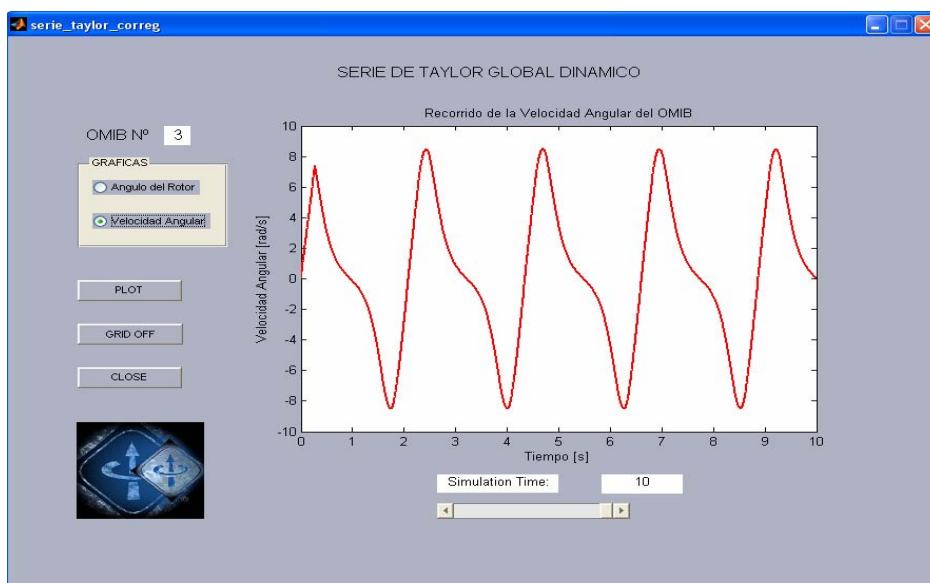 serie_taylor_correg
SERIE DE TAYLOR GLOBAL DINAMICO
OMIB Nº 3
GRAFICAS
Angulo del Rotor
Velocidad Angular
PLOT
GRID OFF
CLOSE
Recorrido de la Velocidad Angular del OMIB
Velocidad Angular [rad/s]
10
8
6
4
2
0
-2
-4
-6
-8
-10
0 1 2 3 4 5 6 7 8 9 10
Tiempo [s]
Simulation Time: 10